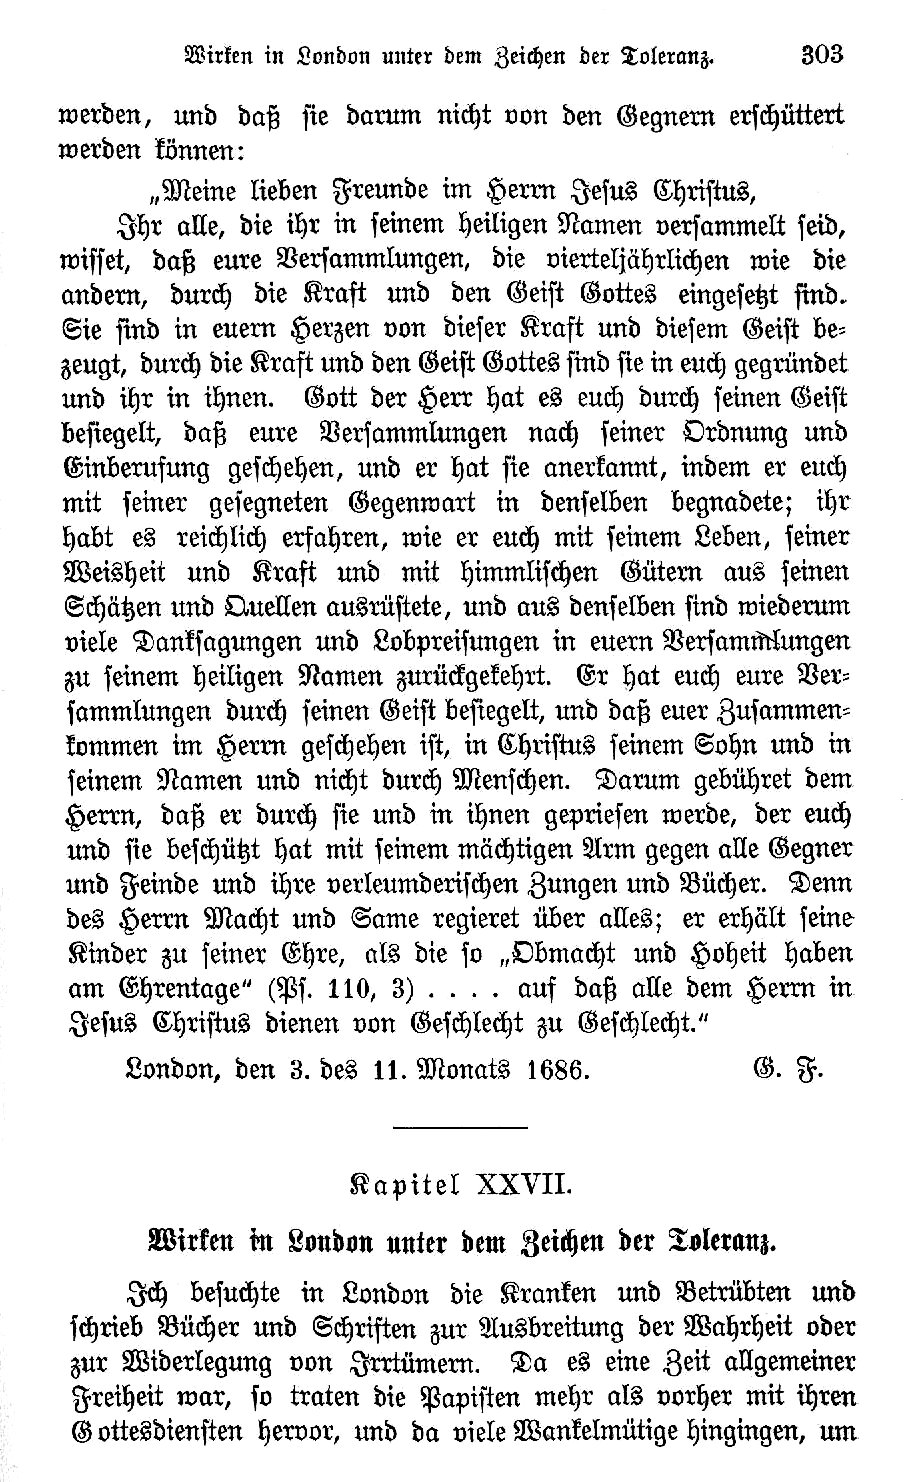 Wirken in London unter dem Zeichen der Toleranz. 303
werden, und daß sie darum nicht von den Gegnern erschüttert
werden können:
„Meine lieben Freunde im Herrn Jesus Christus,
Ihr alle, die ihr in seinem heiligen Namen versammelt seid,
wisset, daß eure Versammlungen, die vierteljährlichen wie die
andern, durch die Kraft und den Geist Gottes eingesetzt sind.
Sie sind in euern Herzen von dieser Kraft und diesem Geist be-
zeugt, durch die Kraft und den Geist Gottes sind sie in euch gegründet
und ihr in ihnen. Gott der Herr hat es euch durch seinen Geist
besiegelt, daß eure Versammlungen nach seiner Ordnung und
Einberufung geschehen, und er hat sie anerkannt, indem er euch
mit seiner gesegneten Gegenwart in denselben begnadete; ihr
habt es reichlich erfahren, wie er euch mit seinem Leben, seiner
Weisheit und Kraft und mit himmlischen Gütern aus seinen
Schätzen und Quellen ausrüstete, und aus denselben sind wiederum
viele Danksagungen und Lobpreisungen in euern Versammlungen
zu seinem heiligen Namen zurückgekehrt. Er hat euch eure Ver-
sammlungen durch seinen Geist besiegelt, und daß euer Zusammen-
kommen im Herrn geschehen ist, in Christus seinem Sohn und in
seinem Namen und nicht durch Menschen. Darum gebühret dem
Herrn, daß er durch sie und in ihnen gepriesen werde, der euch
und sie beschützt hat mit seinem mächtigen Arm gegen alle Gegner
und Feinde und ihre verleumderischen Zungen und Bücher. Denn
des Herrn Macht und Same regieret über alles; er erhält seine
Kinder zu seiner Ehre, als die so „Obmacht und Hoheit haben
am Ehrentage“ (Ps. 110, 3) . . . . auf daß alle dem Herrn in
Jesus Christus dienen von Geschlecht zu Geschlecht.“
London, den 3. des 11. Monats 1686. G. F.
Kapitel XXVII.
Wirken in London unter dem Zeichen der Toleranz.
Ich besuchte in London die Kranken und Betrübten und
schrieb Bücher und Schriften zur Ausbreitung der Wahrheit oder
zur Widerlegung von Irrtümern. Da es eine Zeit allgemeiner
Freiheit war, so traten die Papisten mehr als vorher mit ihren
Gottesdiensten hervor, und da viele Wankelmütige hingingen, um